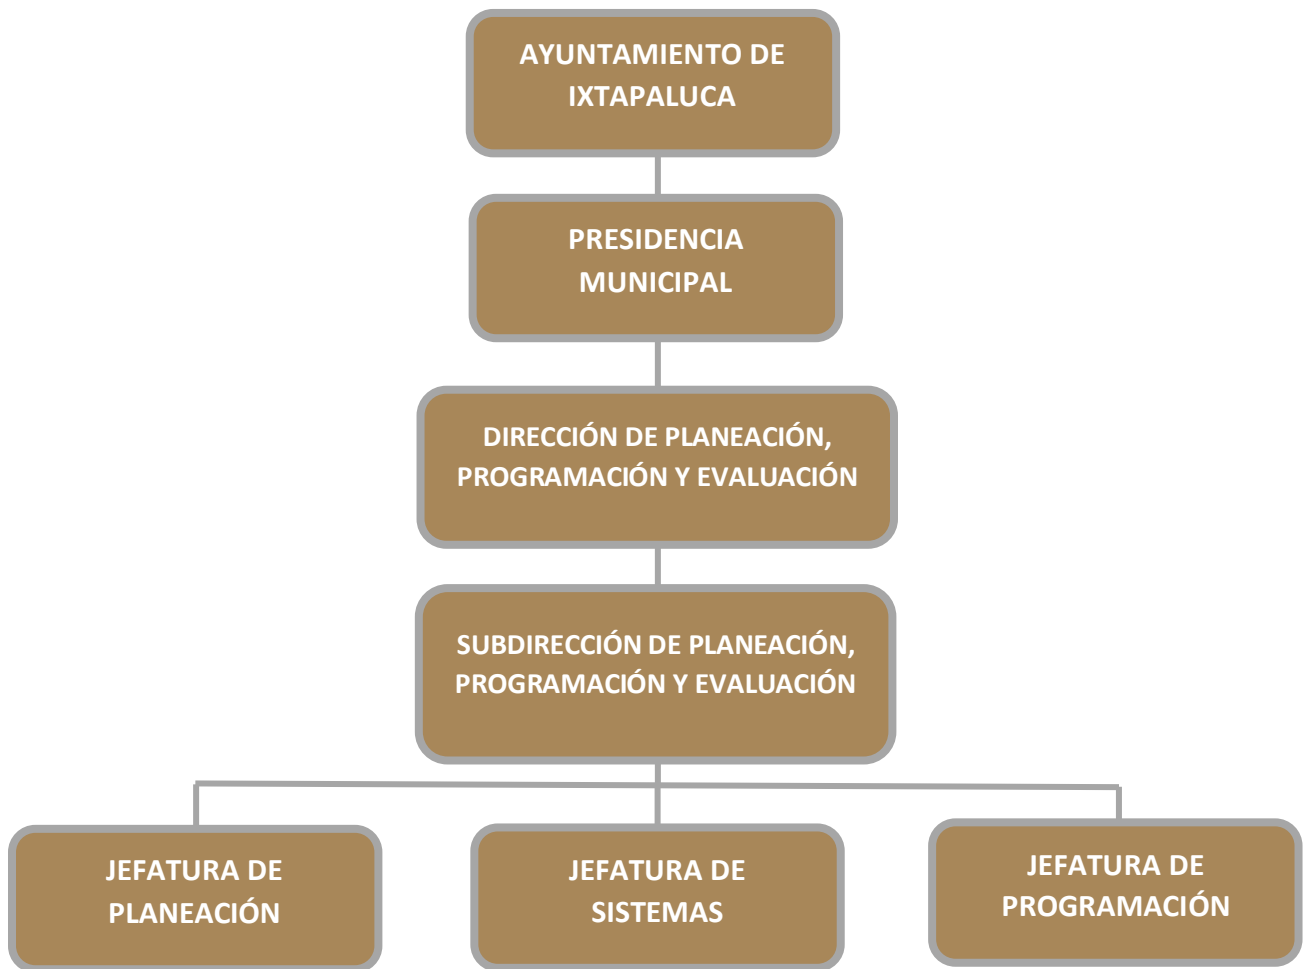 AYUNTAMIENTO DE
IXTAPALUCA
PRESIDENCIA
MUNICIPAL
DIRECCIÓN DE PLANEACIÓN,
PROGRAMACIÓN Y EVALUACIÓN
SUBDIRECCIÓN DE PLANEACIÓN,
PROGRAMACIÓN Y EVALUACIÓN
JEFATURA DE
PLANEACIÓN
JEFATURA DE
SISTEMAS
JEFATURA DE
PROGRAMACIÓN